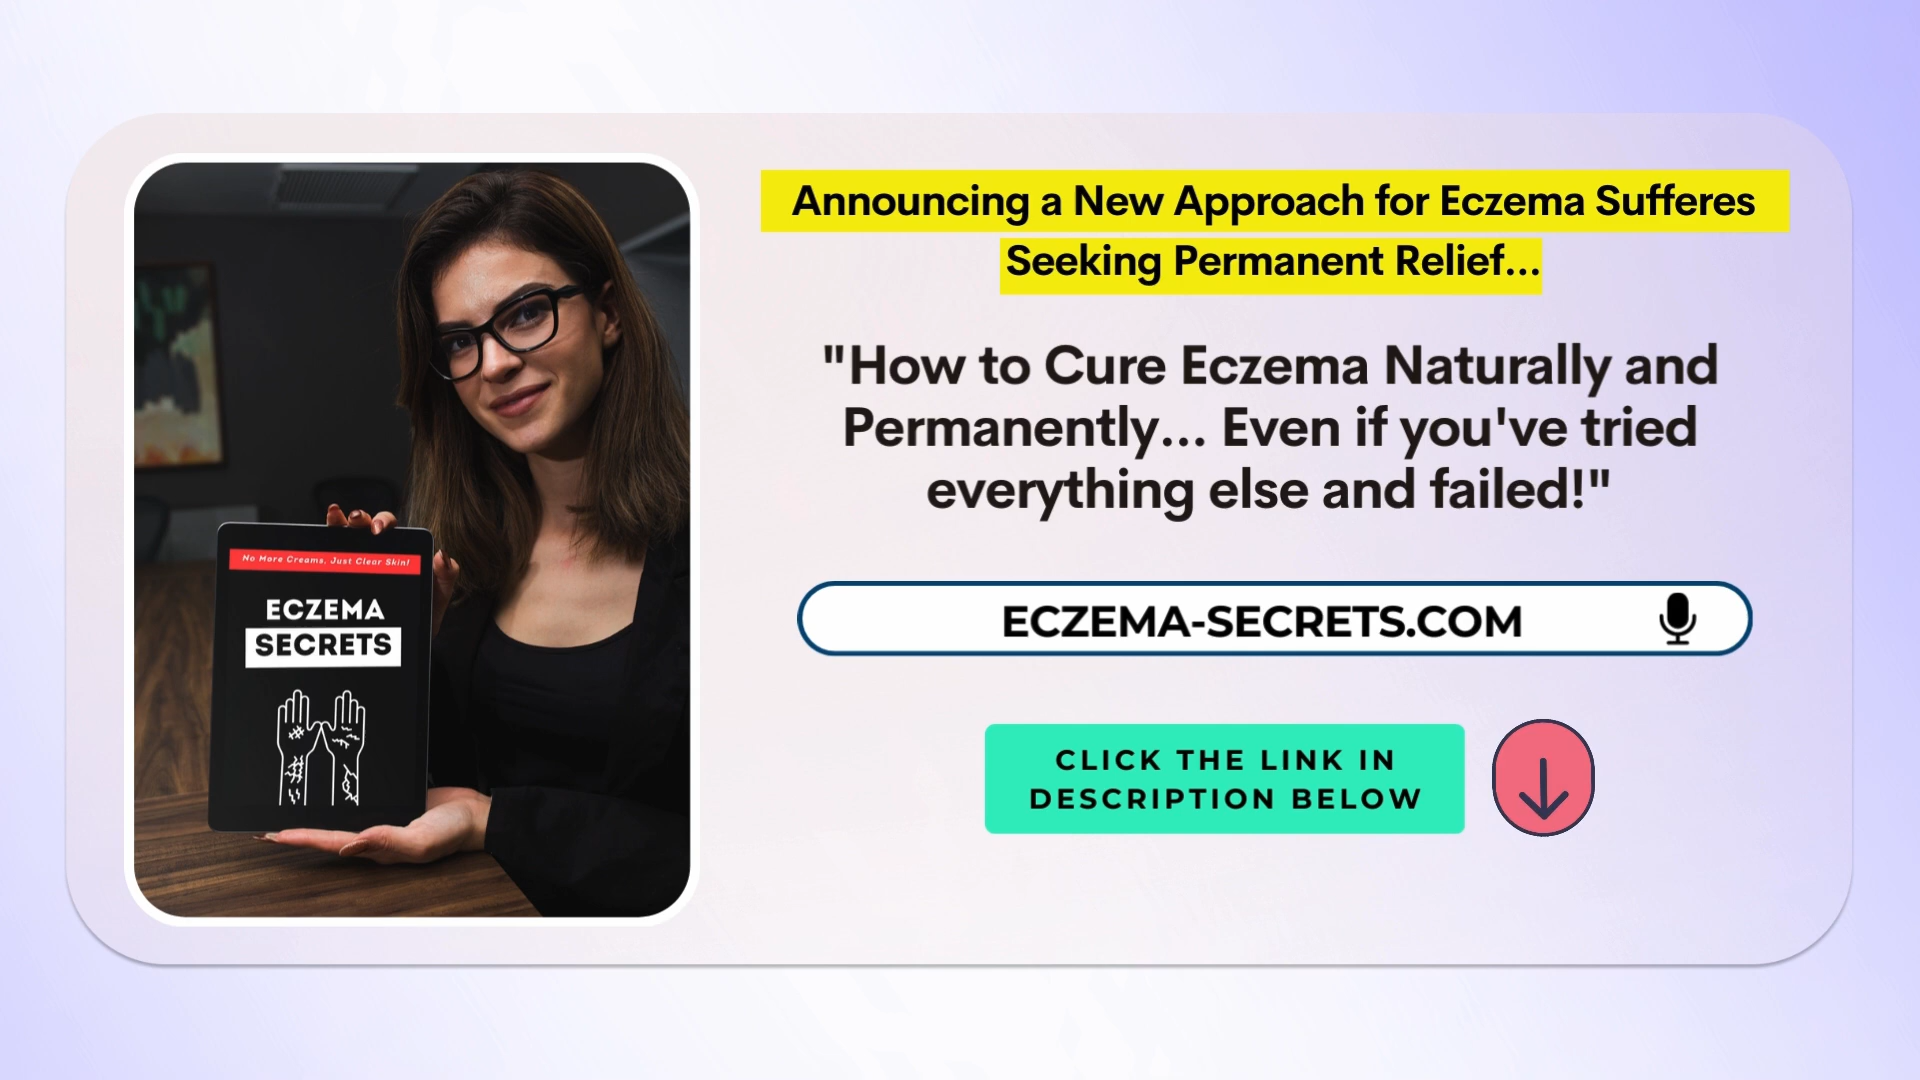 Announcing a New Approach for Eczema Sufferes
Seeking Permanent Relief...
"How to Cure Eczema Naturally and
Permanently... Even if you've tried
everything else and failed!"
ECZEMA-SECRETS.COM
CLICK THE LINK IN
DESCRIPTION BELOW
No More Creams, Just Clear Skin!
ECZEMA
SECRETS